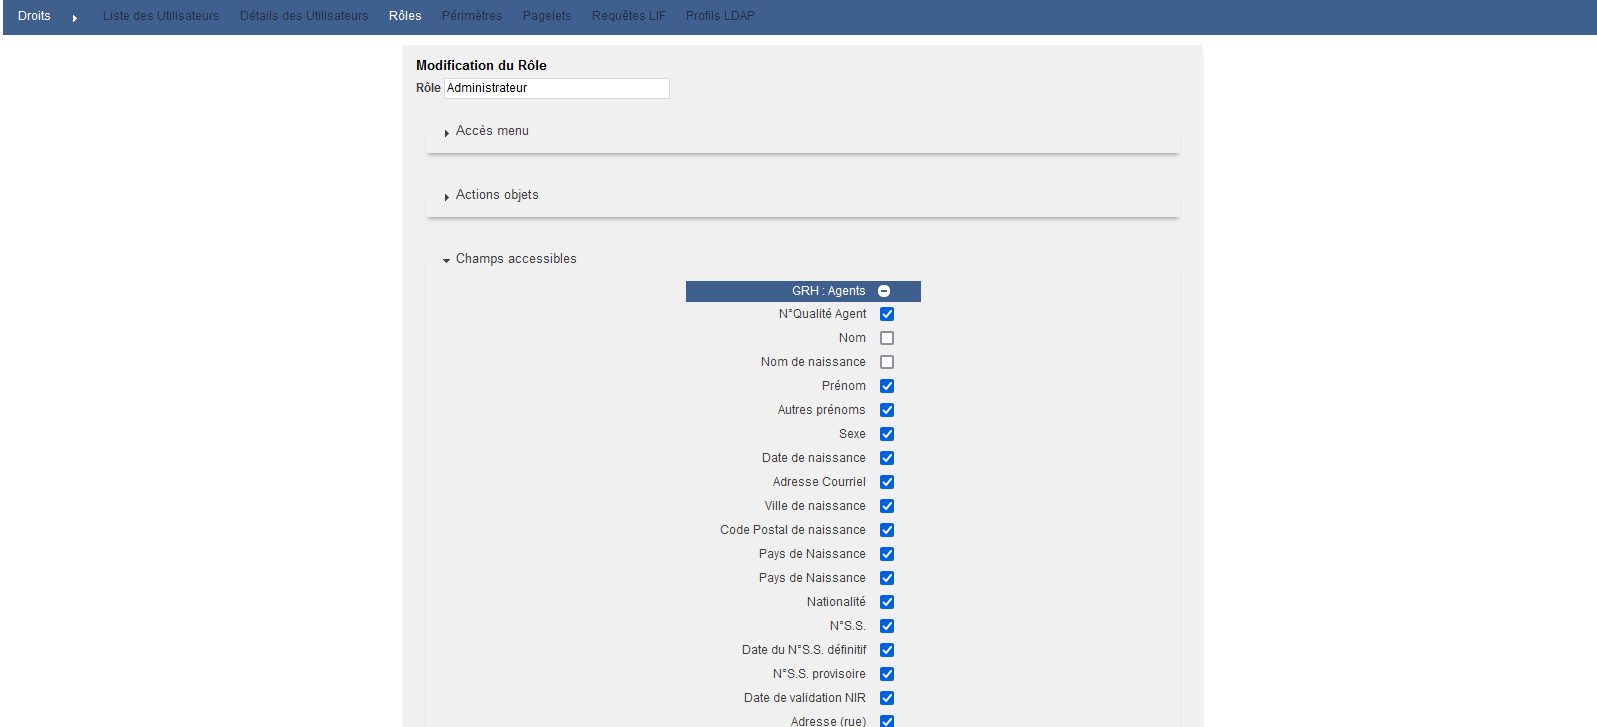 Droits Liste des Utilisateurs Détails des Utilisateurs Rôles Périmètres Pagelets Requêtes LIF Profils LDAP
Modification du Rôle
Rôle Administrateur
Accès menu
Actions objets
Champs accessibles
GRH : Agents
N°Qualité Agent
Nom
Nom de naissance
Prénom
Autres prénoms
Sexe
Date de naissance
Adresse Courriel
Ville de naissance
Code Postal de naissance
Pays de Naissance
Pays de Naissance
Nationalité
N°S.S.
Date du N°S.S. définitif
N°S.S. provisoire
Date de validation NIR
Adresse (rue)